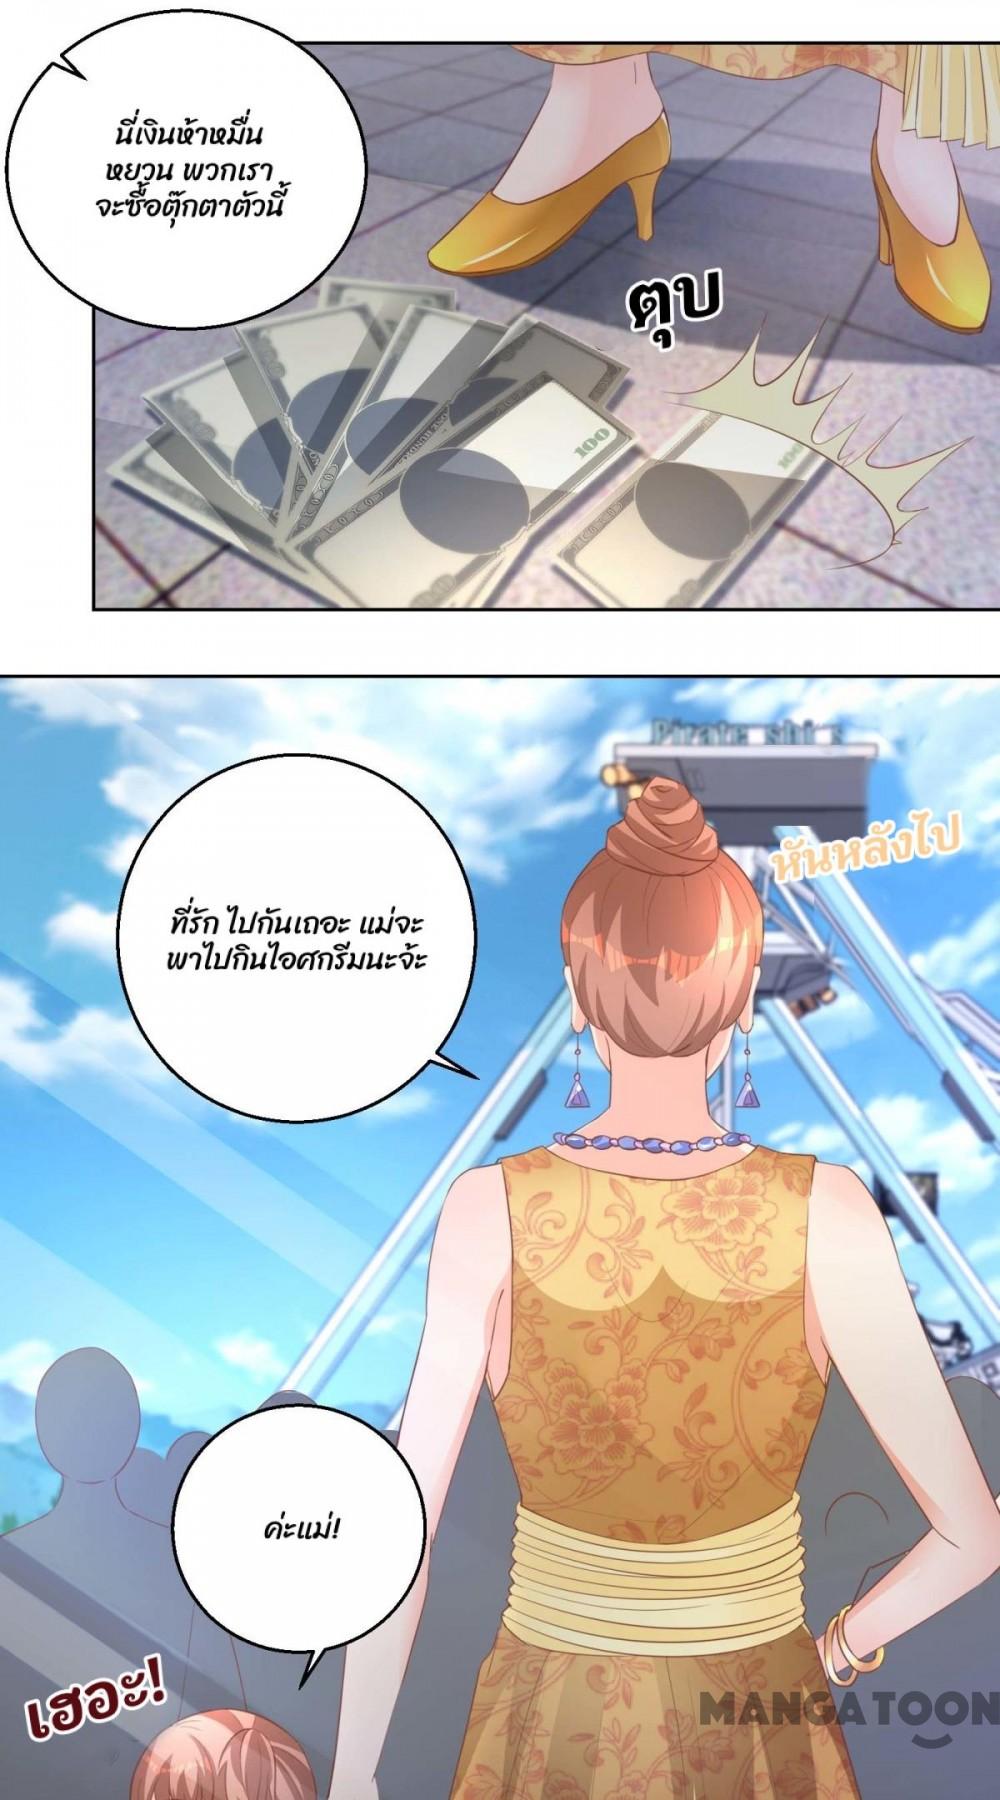 นี่เงินห้าหมื่น
หยวน พวกเรา
จะซื้อตุ๊กตาตัวนี้
ตุบ
100
100
Pirate shi s
หันหลังไป
ที่รัก ไปกันเถอะ แม่จะ
พาไปกินไอศกรีมนะจ้ะ
ค่ะแม่!
เฮอะ!
MANGATOON